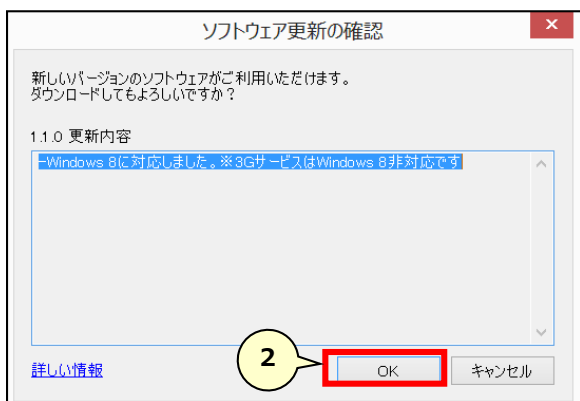 ソフトウェア更新の確認
新しいバージョンのソフトウェアがご利用いただけます。
ダウンロードしてもよろしいですか？
1.1.0 更新内容
-Windows 8に対応しました。※3GサービスはWindows 8非対応です
詳しい情報
2
OK
キャンセル